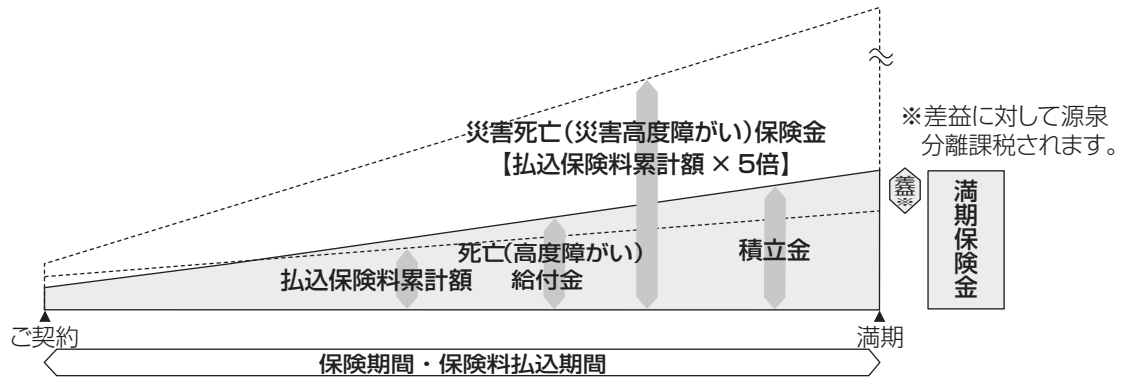 災害死亡(災害高度障がい)保険金
【払込保険料累計額 × 5倍】
※差益に対して源泉
分離課税されます。
差益※
満期保険金
死亡(高度障がい)
給付金
払込保険料累計額
積立金
ご契約
満期
保険期間・保険料払込期間